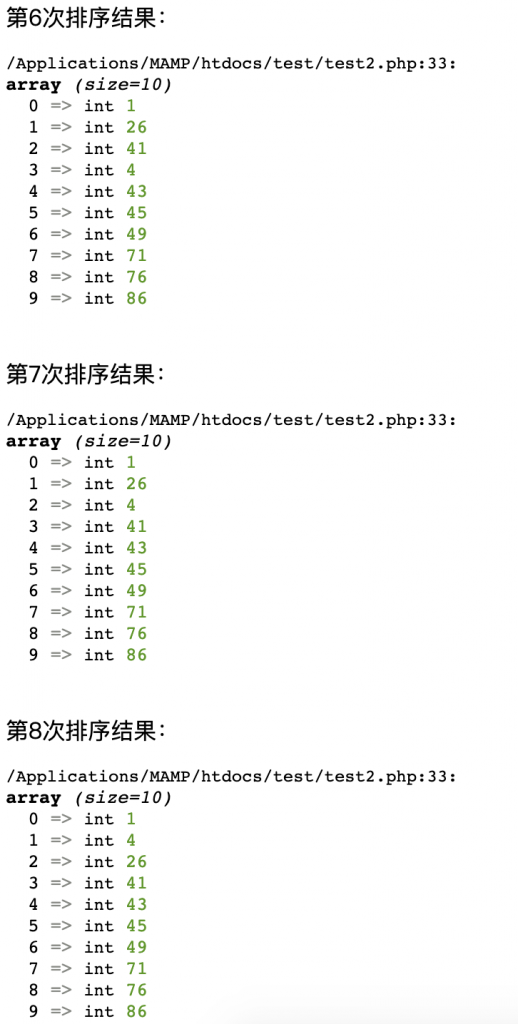 第6次排序结果：
/Applications/MAMP/htdocs/test/test2.php:33:
array (size=10)
0 => int 1
1 => int 26
2 => int 41
3 => int 4
4 => int 43
5 => int 45
6 => int 49
7 => int 71
8 => int 76
9 => int 86
第7次排序结果：
/Applications/MAMP/htdocs/test/test2.php:33:
array (size=10)
0 => int 1
1 => int 26
2 => int 4
3 => int 41
4 => int 43
5 => int 45
6 => int 49
7 => int 71
8 => int 76
9 => int 86
第8次排序结果：
/Applications/MAMP/htdocs/test/test2.php:33:
array (size=10)
0 => int 1
1 => int 4
2 => int 26
3 => int 41
4 => int 43
5 => int 45
6 => int 49
7 => int 71
8 => int 76
9 => int 86